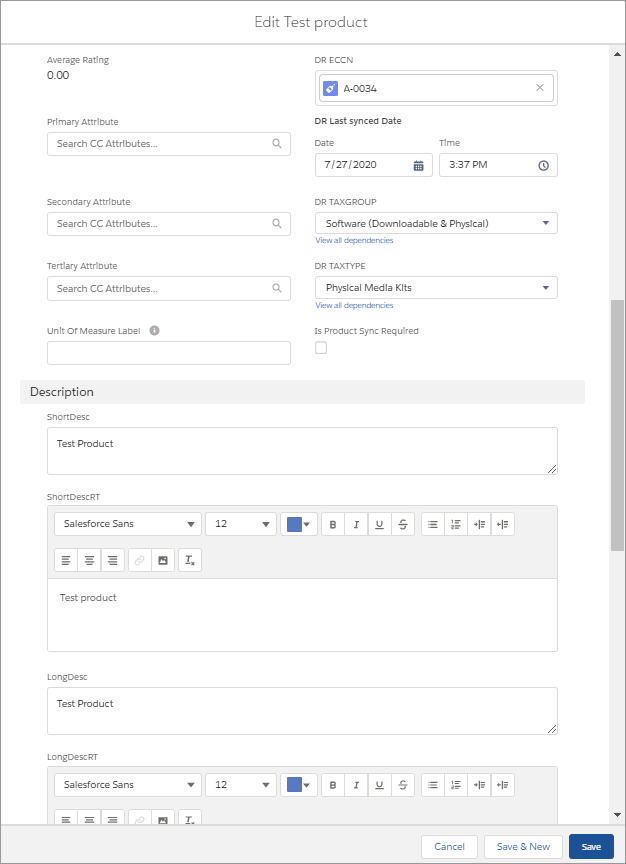 Edit Test product
Average Rating
0.00
DR ECCN
A-0034
Primary Attribute
Search CC Attributes...
DR Last synced Date
Date
Time
7/27/2020
3:37 PM
Secondary Attribute
Search CC Attributes...
DR TAXGROUP
Software (Downloadable & Physical)
View all dependencies
Tertiary Attribute
Search CC Attributes...
DR TAXTYPE
Physical Media Kits
View all dependencies
Unit Of Measure Label
Is Product Sync Required
Description
ShortDesc
Test Product
ShortDescRT
Salesforce Sans
12
B I U S
Test product
LongDesc
Test Product
LongDescRT
Salesforce Sans
12
B I U S
Cancel
Save & New
Save